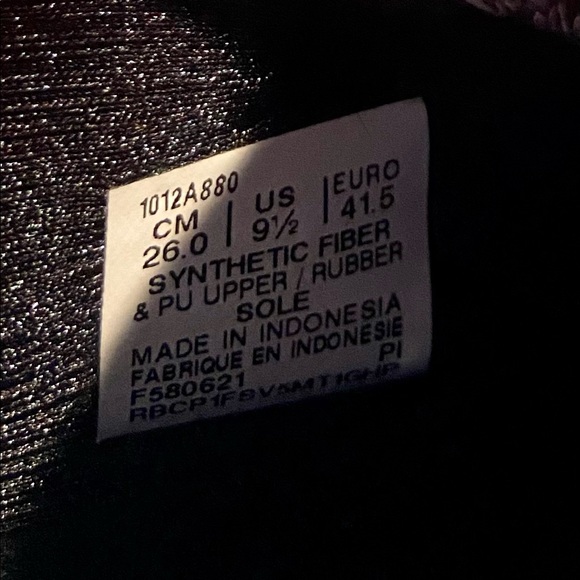 1012A880
CM | US | EURO
26.0 | 9½ | 41.5
SYNTHETIC FIBER
& PU UPPER / RUBBER
SOLE
MADE IN INDONESIA
FABRIQUE EN INDONESIE
F580621 PI